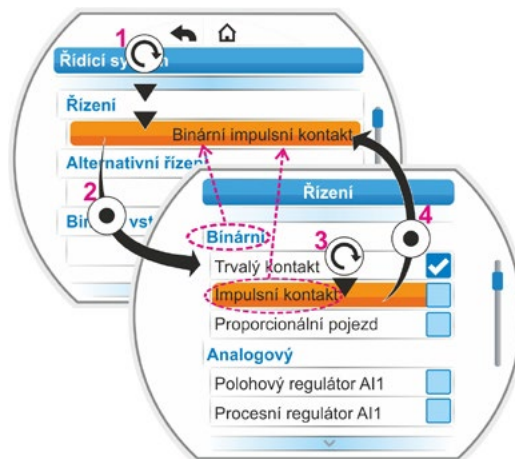 1
Řídící sy m
Řízení
Binární impulsní kontakt
Alternativní řízen
2
Bin vst
Řízení
4
Binární
3
Trvalý kontakt
Impulsní kontakt
Proporcionální pojezd
Analogový
Polohový regulátor AI1
Procesní regulátor AI1